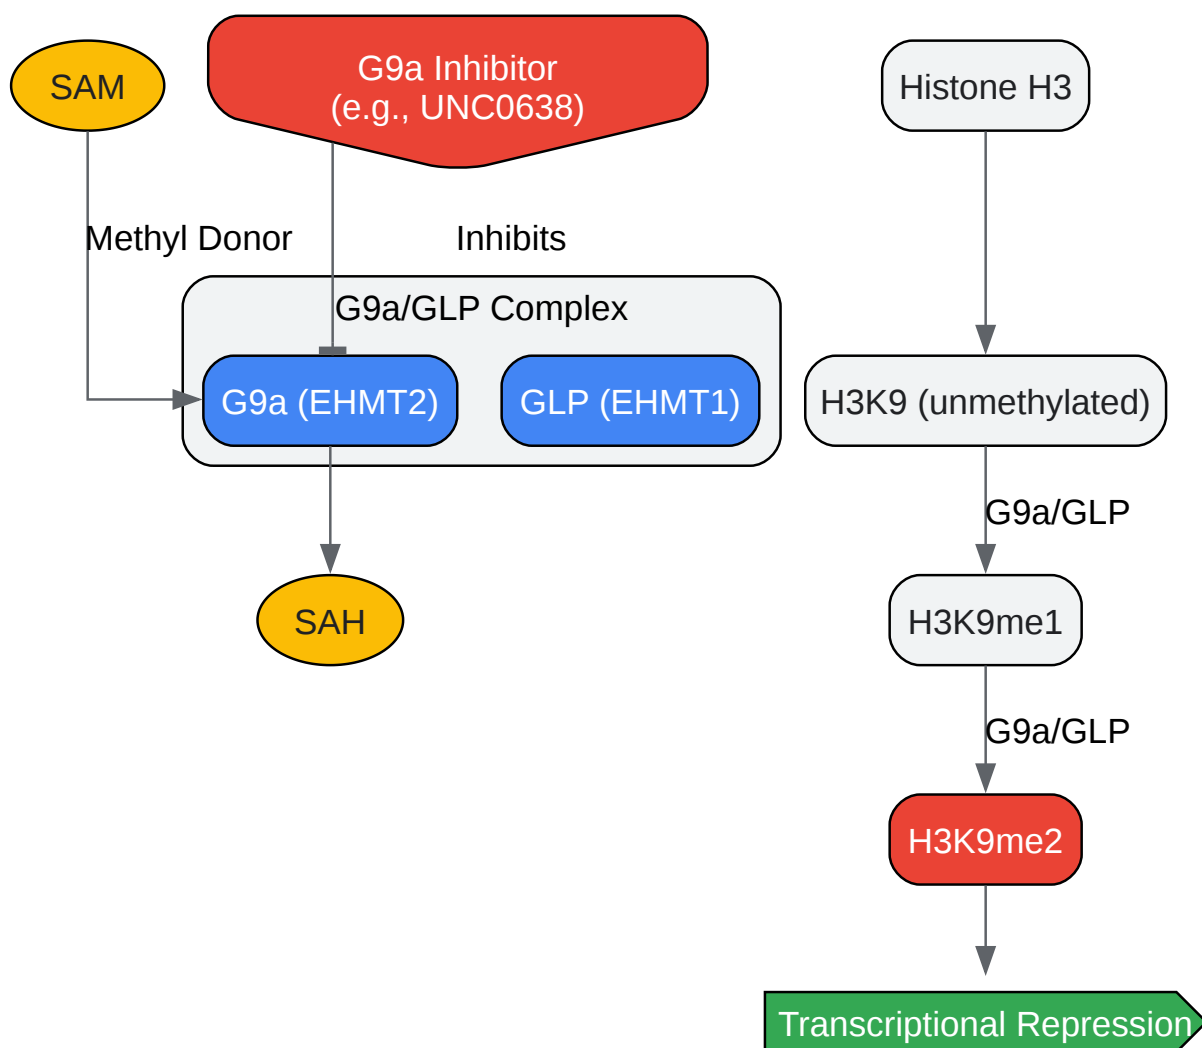 SAM
G9a Inhibitor
(e.g., UNC0638)
Histone H3
Methyl Donor
Inhibits
G9a/GLP Complex
G9a (EHMT2)
GLP (EHMT1)
H3K9 (unmethylated)
G9a/GLP
SAH
H3K9me1
G9a/GLP
H3K9me2
Transcriptional Repression